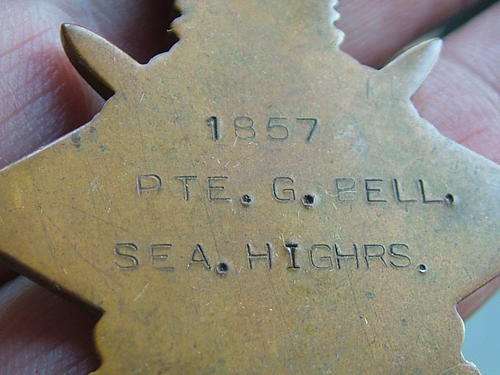 1857
PTE. G. BELL.
SEA. HIGHRS.